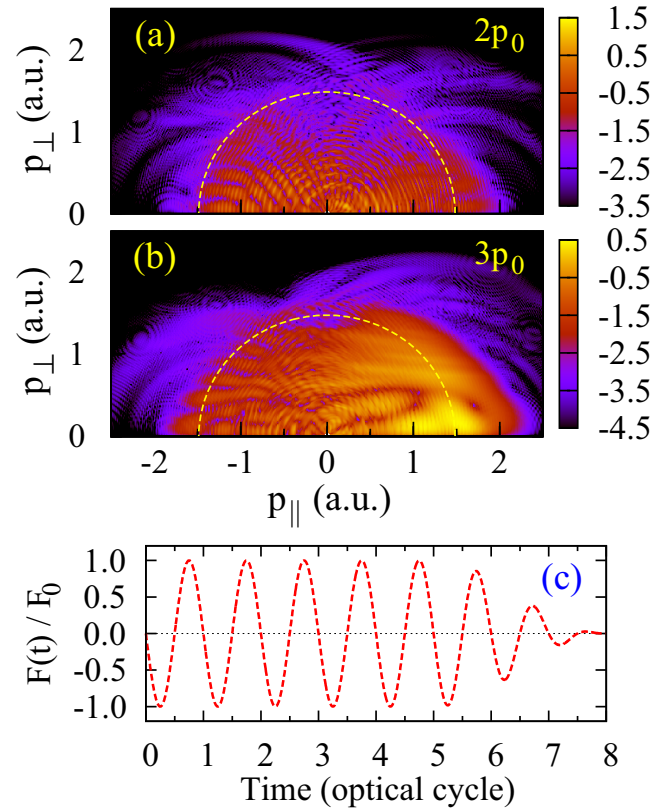 (a) 2p₀
p⊥ (a.u.)
2
1
0
1.5
0.5
-0.5
-1.5
-2.5
-3.5
(b) 3p₀
p⊥ (a.u.)
2
1
0
0.5
-0.5
-1.5
-2.5
-3.5
-4.5
-2 -1 0 1 2
p|| (a.u.)
(c)
F(t) / F₀
1.0
0.5
0.0
-0.5
-1.0
0 1 2 3 4 5 6 7 8
Time (optical cycle)